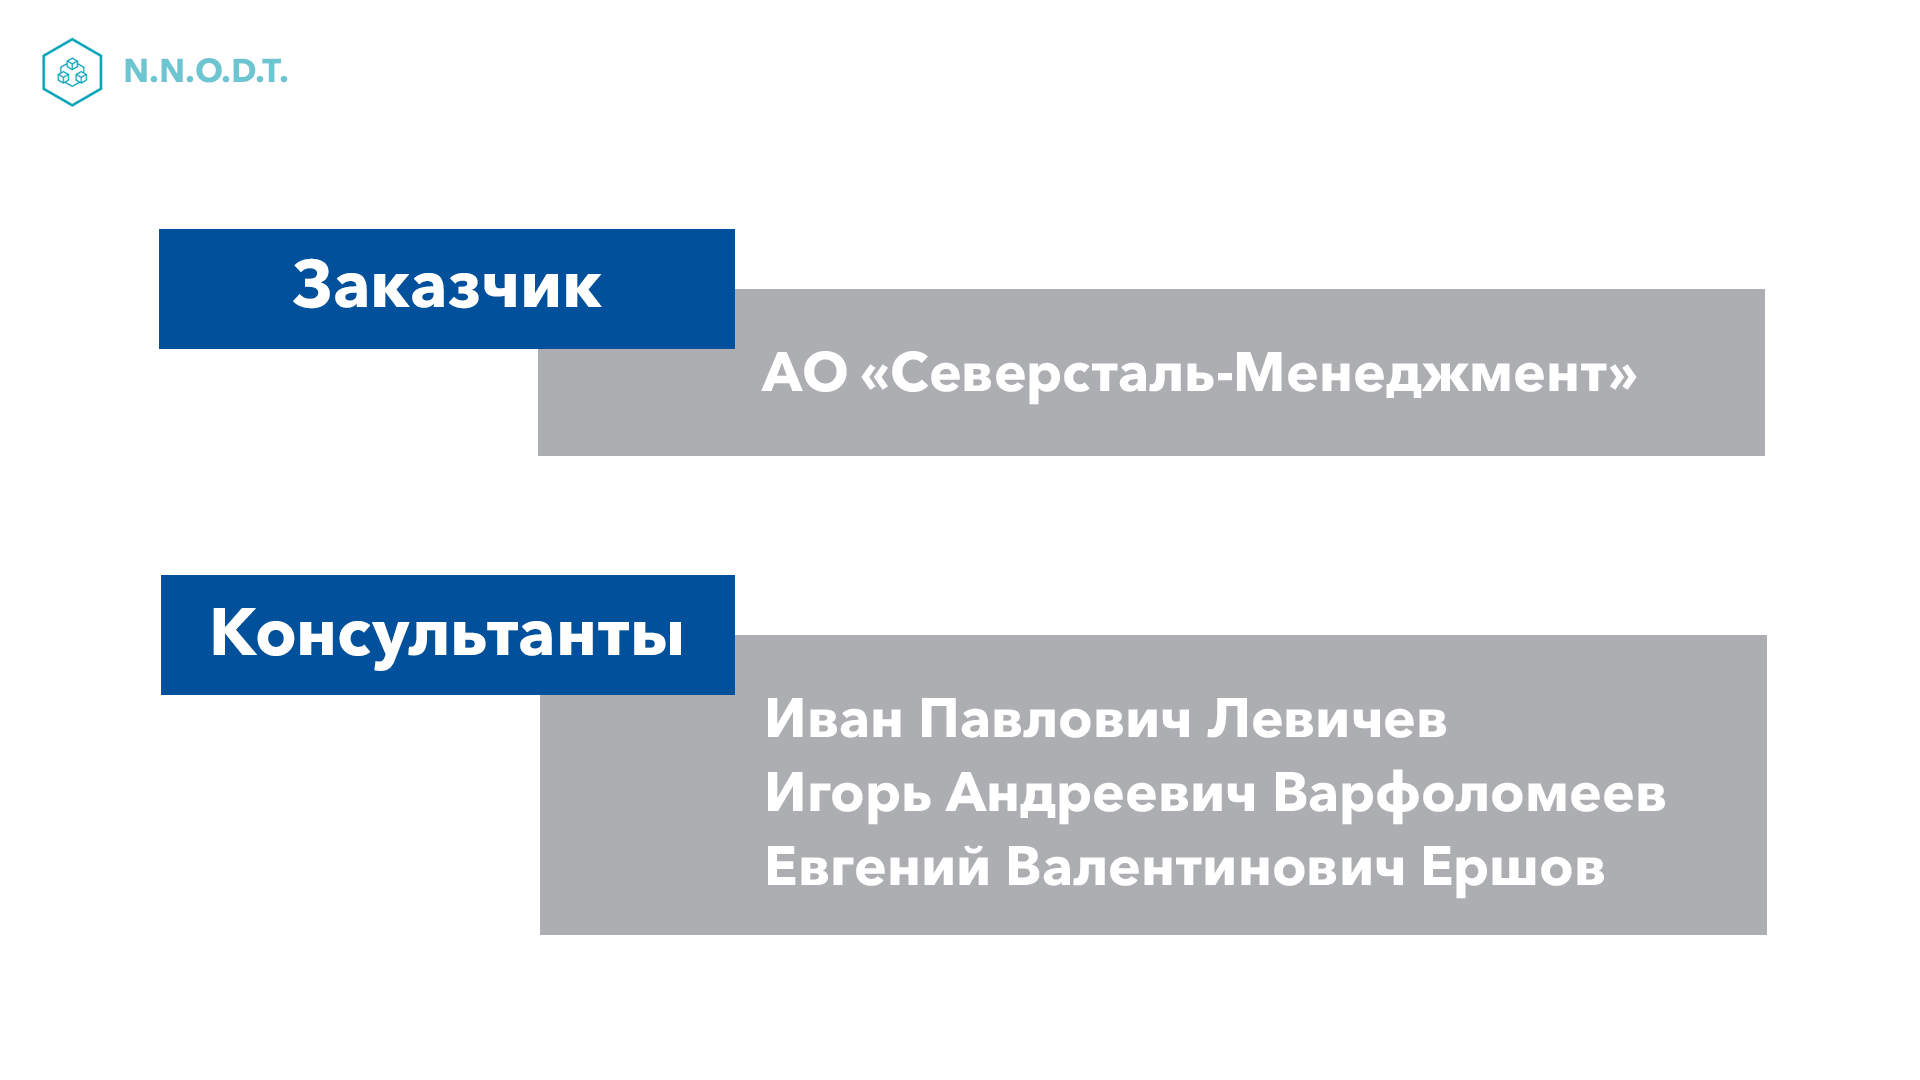 N.N.O.D.T.
Заказчик
АО «Северсталь-Менеджмент»
Консультанты
Иван Павлович Левичев
Игорь Андреевич Варфоломеев
Евгений Валентинович Ершов